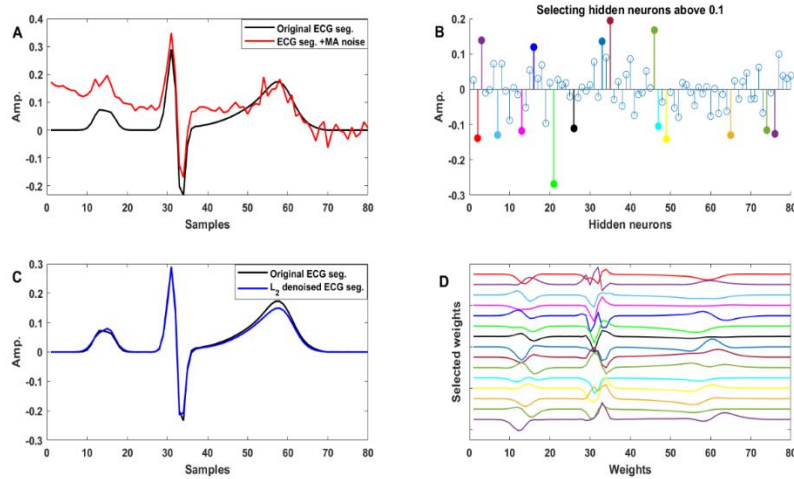 A
Original ECG seg.
ECG seg. +MA noise
0.4
0.3
0.2
0.1
0
-0.1
-0.2
Amp.
0 10 20 30 40 50 60 70 80
Samples
Selecting hidden neurons above 0.1
B
0.2
0.1
0
-0.1
-0.2
-0.3
Amp.
0 10 20 30 40 50 60 70 80
Hidden neurons
C
Original ECG seg.
L2 denoised ECG seg.
0.3
0.2
0.1
0
-0.1
-0.2
-0.3
Amp.
0 10 20 30 40 50 60 70 80
Samples
D
Selected weights
0 10 20 30 40 50 60 70 80
Weights